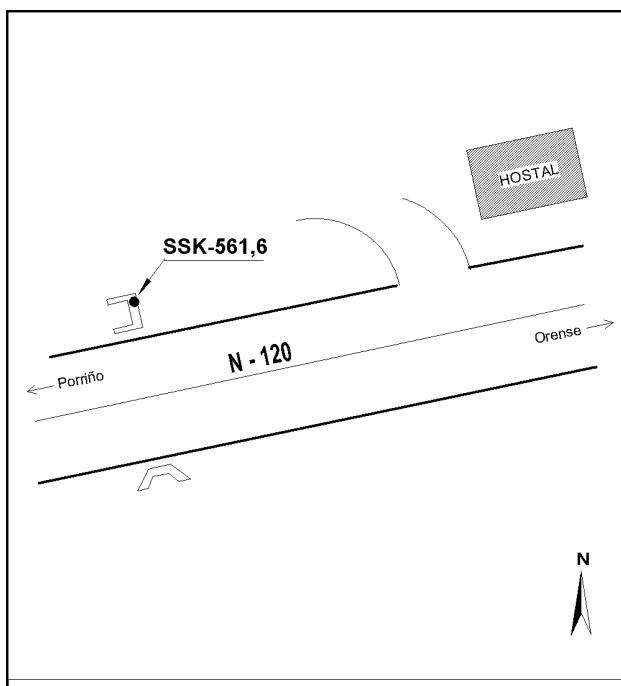 HOSTAL
SSK-561,6
N - 120
Orense
Porriño
N